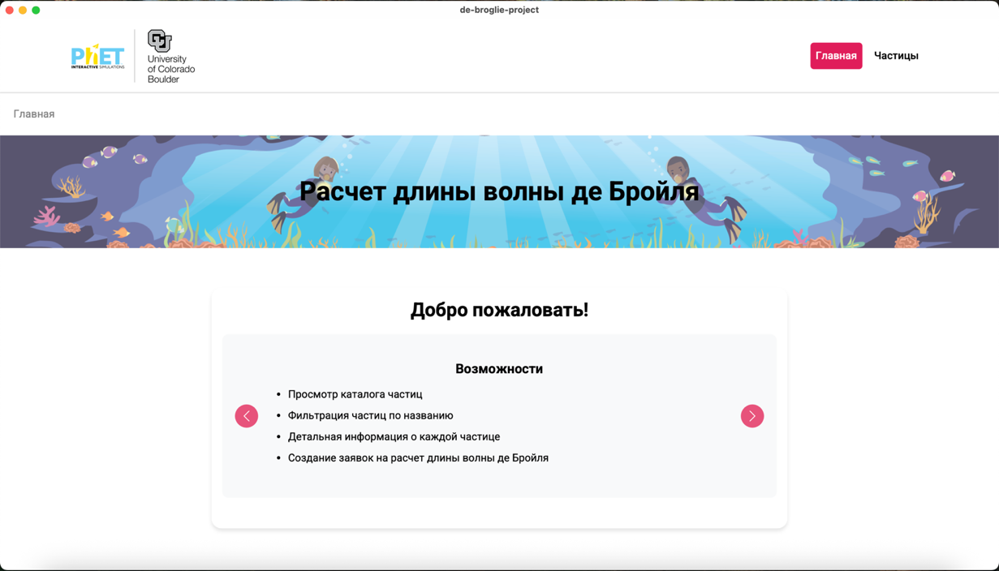 de-broglie-project
PhET
INTERACTIVE SIMULATIONS
CU
University
of Colorado
Boulder
Главная
Частицы
Главная
Расчет длины волны де Бройля
Добро пожаловать!
Возможности
• Просмотр каталога частиц
• Фильтрация частиц по названию
• Детальная информация о каждой частице
• Создание заявок на расчет длины волны де Бройля